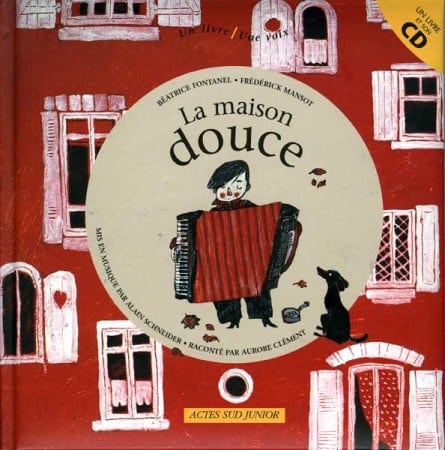 Un livre / Une voix
UN LIVRE
ET SON
CD
BÉATRICE FONTANEL • FRÉDÉRICK MANSOT
La maison
douce
MIS EN MUSIQUE PAR ALAIN SCHNEIDER • RACONTÉ PAR AURORE CLÉMENT
ACTES SUD JUNIOR